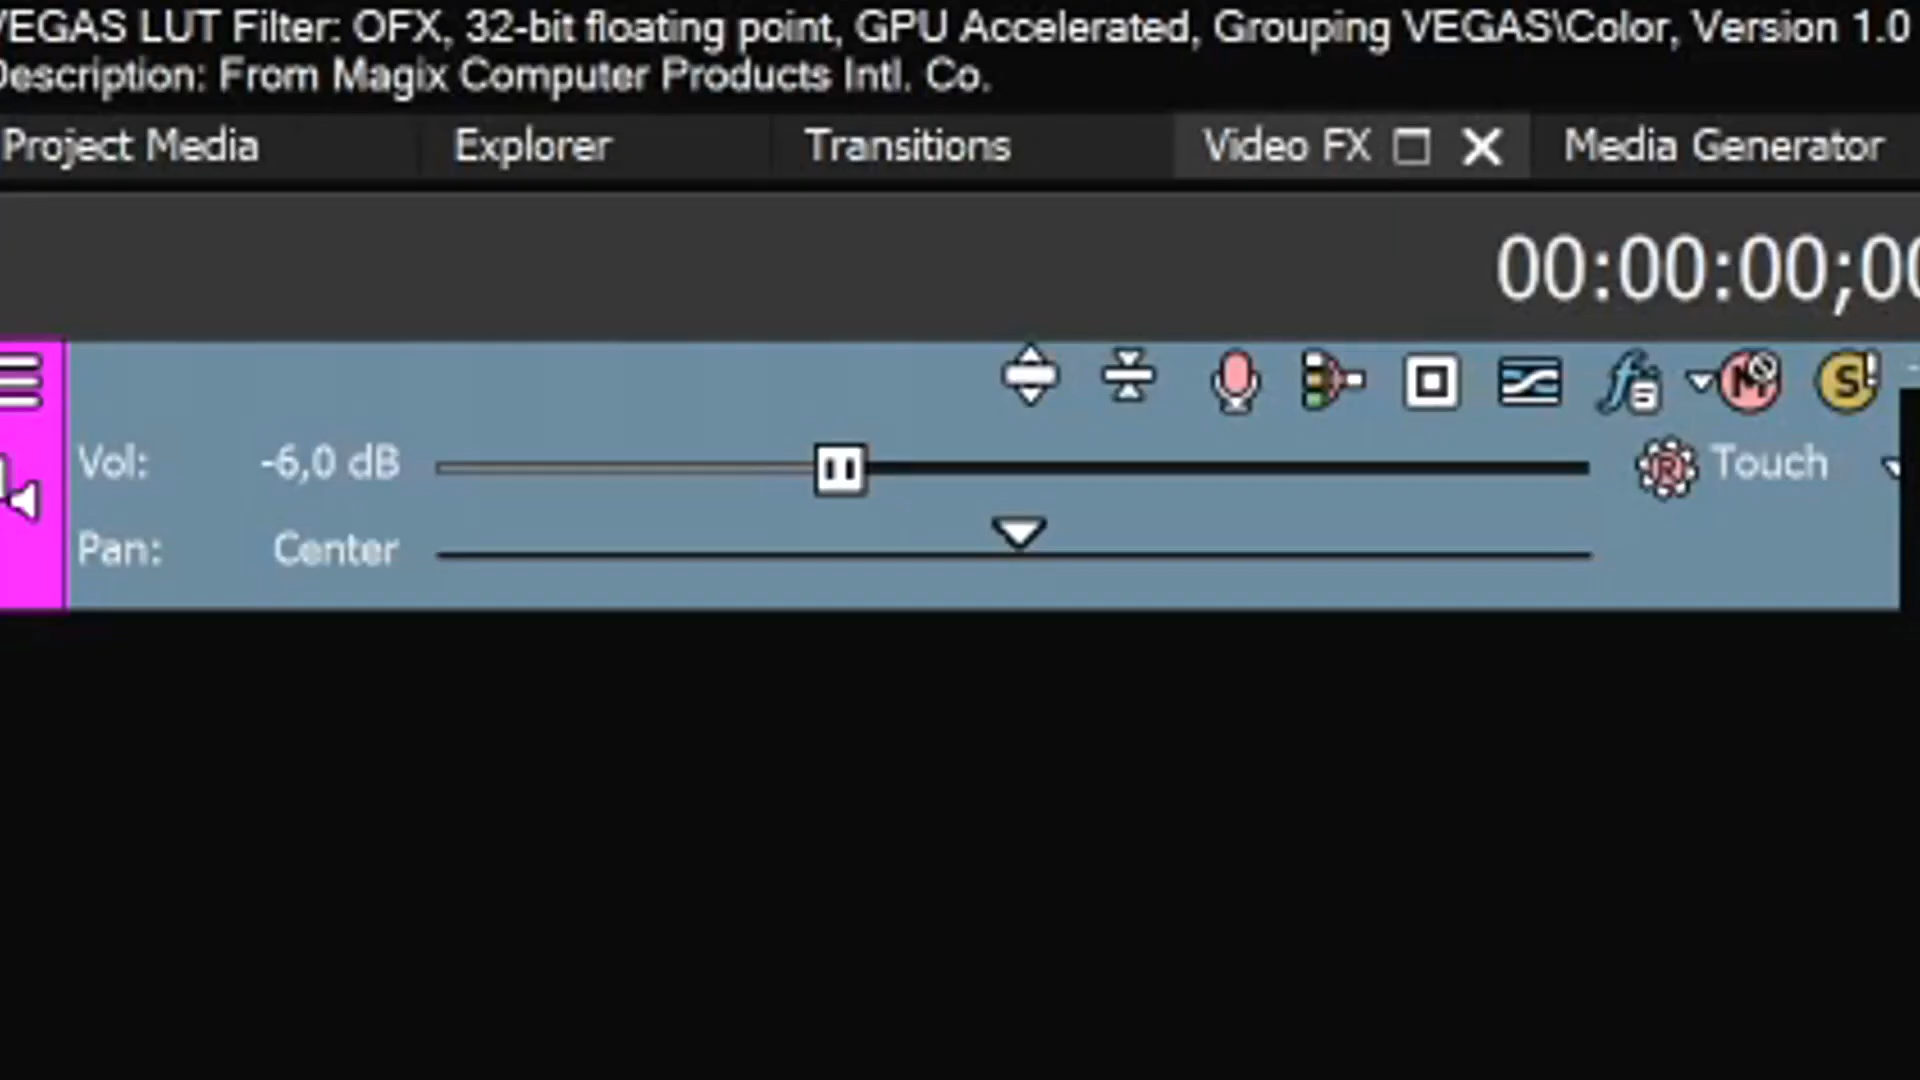 VEGAS LUT Filter: OFX, 32-bit floating point, GPU Accelerated, Grouping VEGAS\Color, Version 1.0
Description: From Magix Computer Products Intl. Co.
Project Media Explorer Transitions Video FX Media Generator
00:00:00;00
M S
Vol: -6,0 dB R Touch
Pan: Center